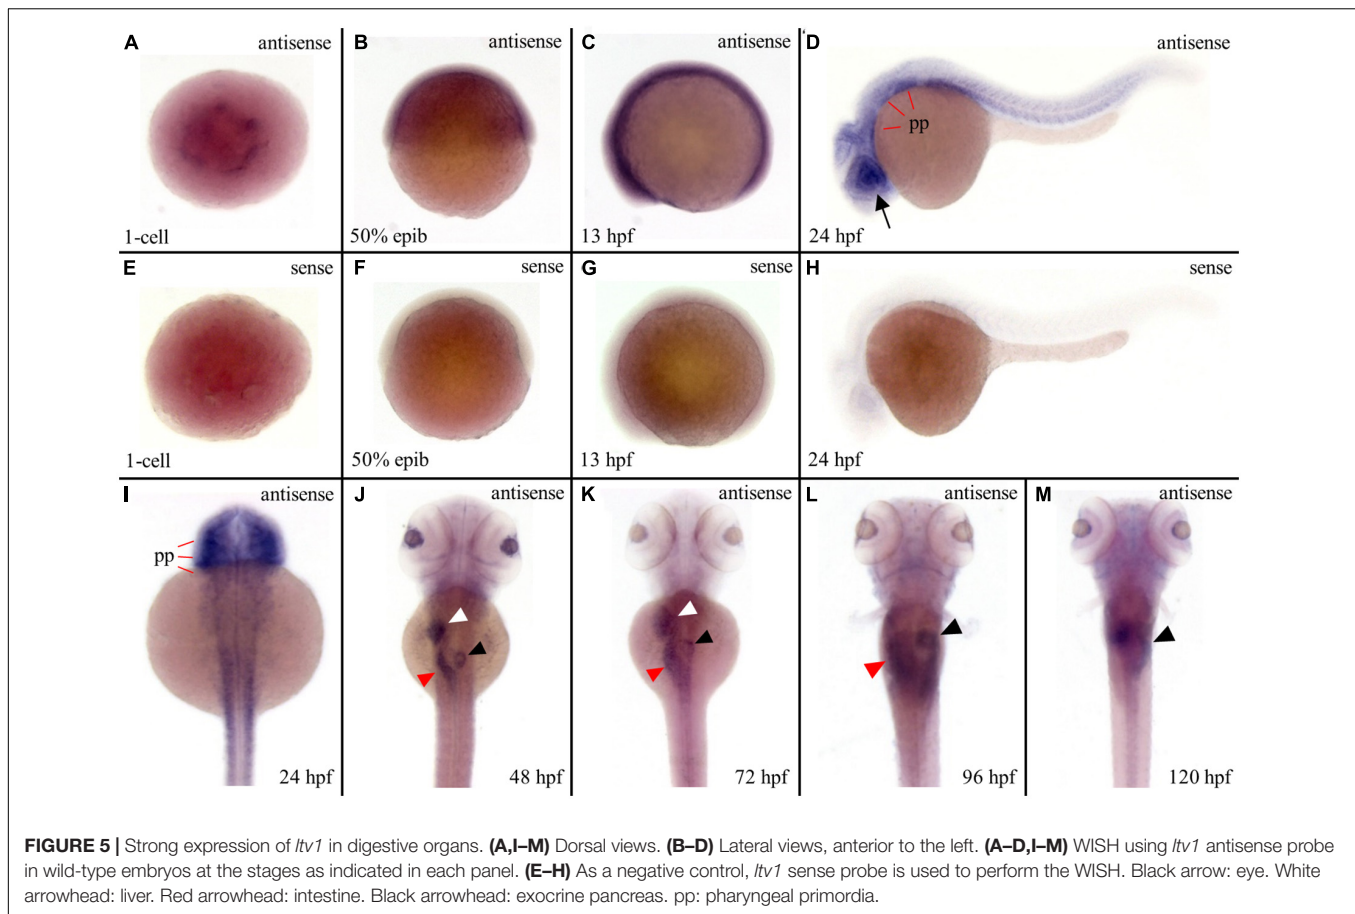 A antisense
1-cell
B antisense
50% epib
C antisense
13 hpf
D antisense
pp
24 hpf
E sense
1-cell
F sense
50% epib
G sense
13 hpf
H sense
24 hpf
I antisense
pp
24 hpf
J antisense
48 hpf
K antisense
72 hpf
L antisense
96 hpf
M antisense
120 hpf
FIGURE 5 | Strong expression of ltv1 in digestive organs. (A,I–M) Dorsal views. (B–D) Lateral views, anterior to the left. (A–D,I–M) WISH using ltv1 antisense probe
in wild-type embryos at the stages as indicated in each panel. (E–H) As a negative control, ltv1 sense probe is used to perform the WISH. Black arrow: eye. White
arrowhead: liver. Red arrowhead: intestine. Black arrowhead: exocrine pancreas. pp: pharyngeal primordia.